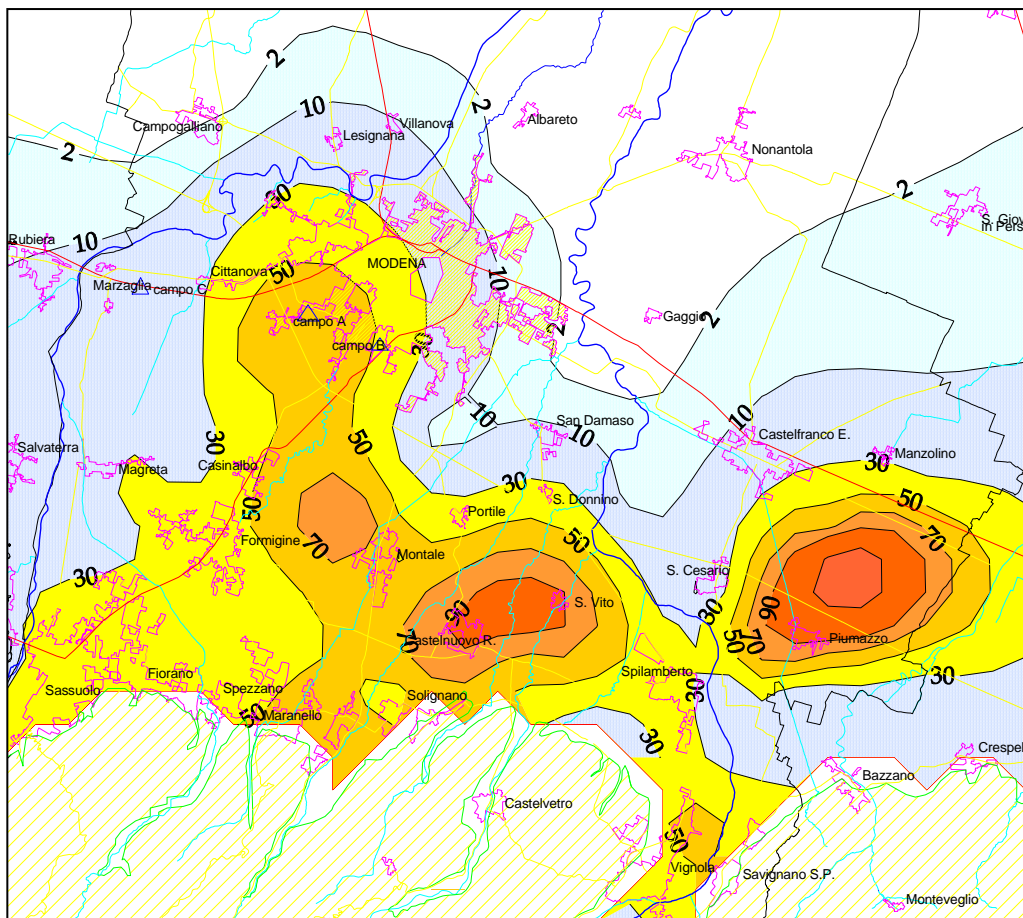 2
2
Campogalliano
10
Lesignana
Villanova
Albareto
Nonantola
2
2
S. Giov
in Pers
30
10
Rubiera
MODENA
Cittanova
50
10
Marzaglia
campo C
campo A
campo B.
30
2
Gaggio
2
10
San Damaso
10
10
Castelfranco E.
Salvaterra
30
50
Magreta
Casinalbo
Manzolino
30
30
S. Donnino
50
50
Portile
Formigine
50
70
70
Montale
S. Cesario
30
30
90
S. Vito
90
30
50
70
Castelnuovo R.
70
Piumazzo
Fiorano
Spilamberto
30
Sassuolo
Spezzano
Solignano
30
50
Maranello
30
Crespel
Bazzano
Castelvetro
50
Vignola
Savignano S.P.
Monteveglio